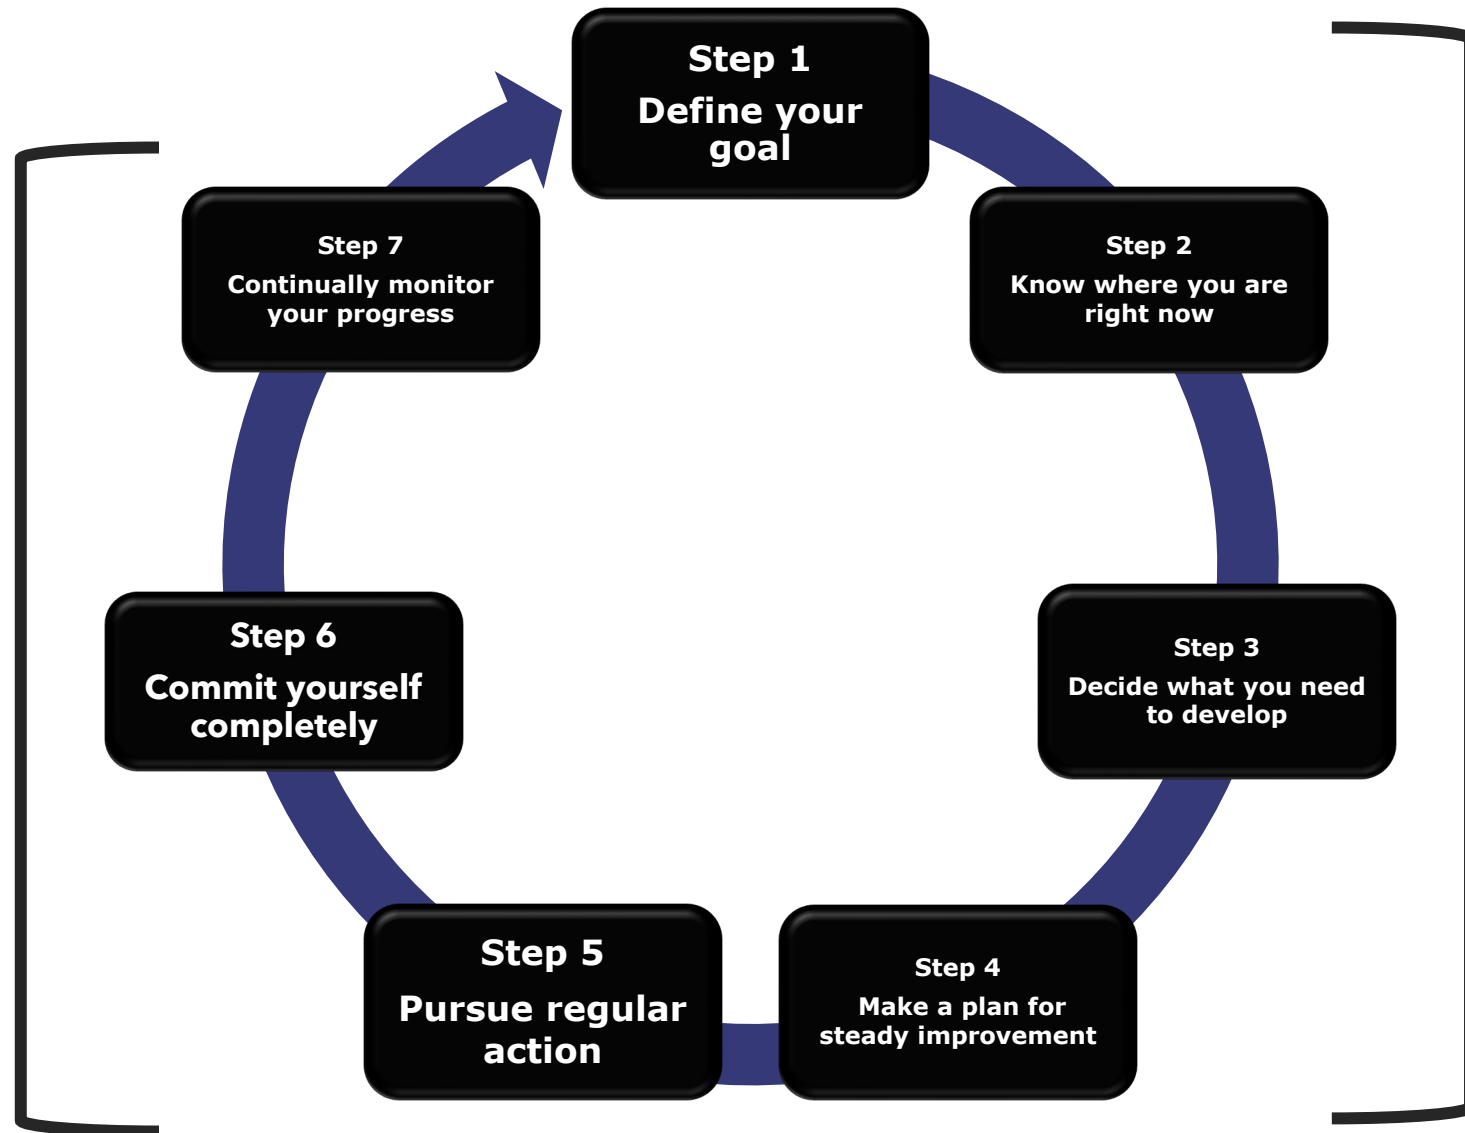 Step 1
Define your
goal
Step 2
Know where you are
right now
Step 3
Decide what you need
to develop
Step 4
Make a plan for
steady improvement
Step 5
Pursue regular
action
Step 6
Commit yourself
completely
Step 7
Continually monitor
your progress